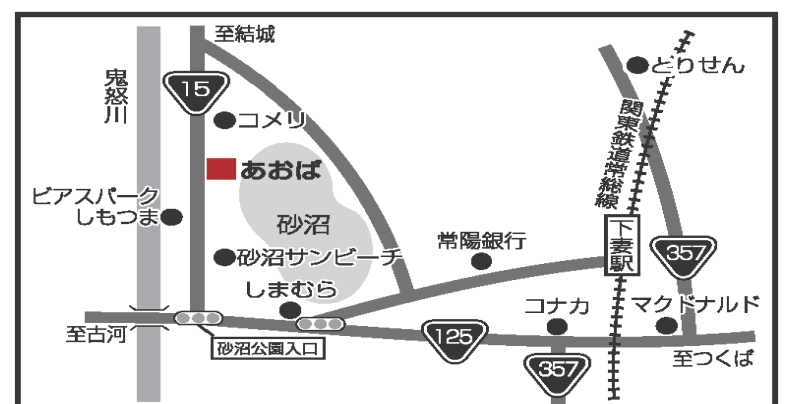 至結城
鬼怒川
15
コメリ
とりせん
関東鉄道常総線
あおば
ビアスパーク
しもつま
砂沼
砂沼サンビーチ
常陽銀行
下妻駅
357
しまむら
コナカ
マクドナルド
至古河
砂沼公園入口
125
至つくば
357